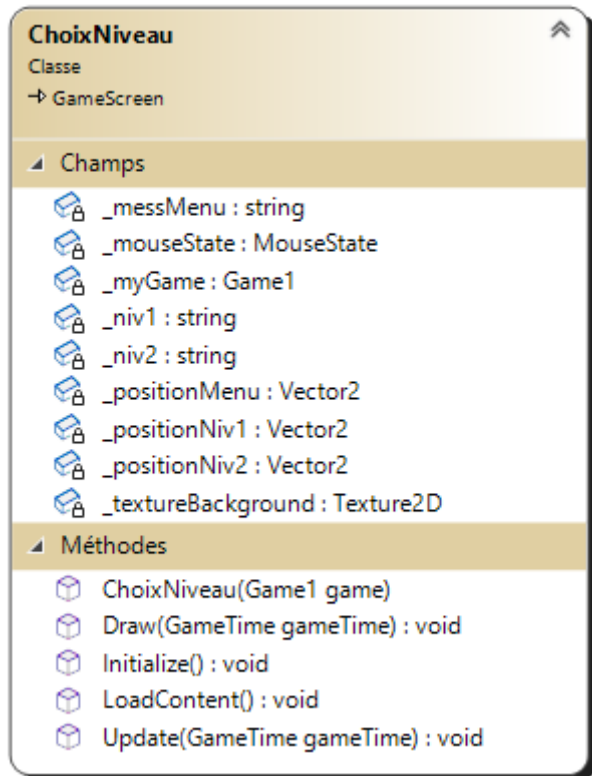 ChoixNiveau
Classe
GameScreen
Champs
_messMenu : string
_mouseState : MouseState
_myGame : Game1
_niv1 : string
_niv2 : string
_positionMenu : Vector2
_positionNiv1 : Vector2
_positionNiv2 : Vector2
_textureBackground : Texture2D
Méthodes
ChoixNiveau(Game1 game)
Draw(GameTime gameTime) : void
Initialize() : void
LoadContent() : void
Update(GameTime gameTime) : void